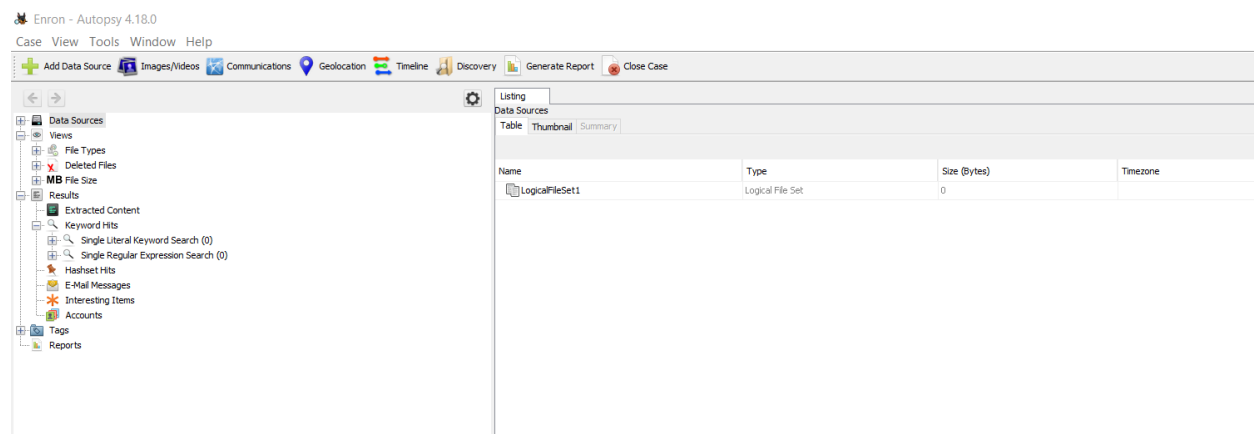 Enron - Autopsy 4.18.0
Case View Tools Window Help
Add Data Source Images/Videos Communications Geolocation Timeline Discovery Generate Report Close Case
Listing
Data Sources
Table Thumbnail Summary
Name Type Size (Bytes) Timezone
LogicalFileSet1 Logical File Set 0
Data Sources
Views
File Types
Deleted Files
MB File Size
Results
Extracted Content
Keyword Hits
Single Literal Keyword Search (0)
Single Regular Expression Search (0)
Hashset Hits
E-Mail Messages
Interesting Items
Accounts
Tags
Reports